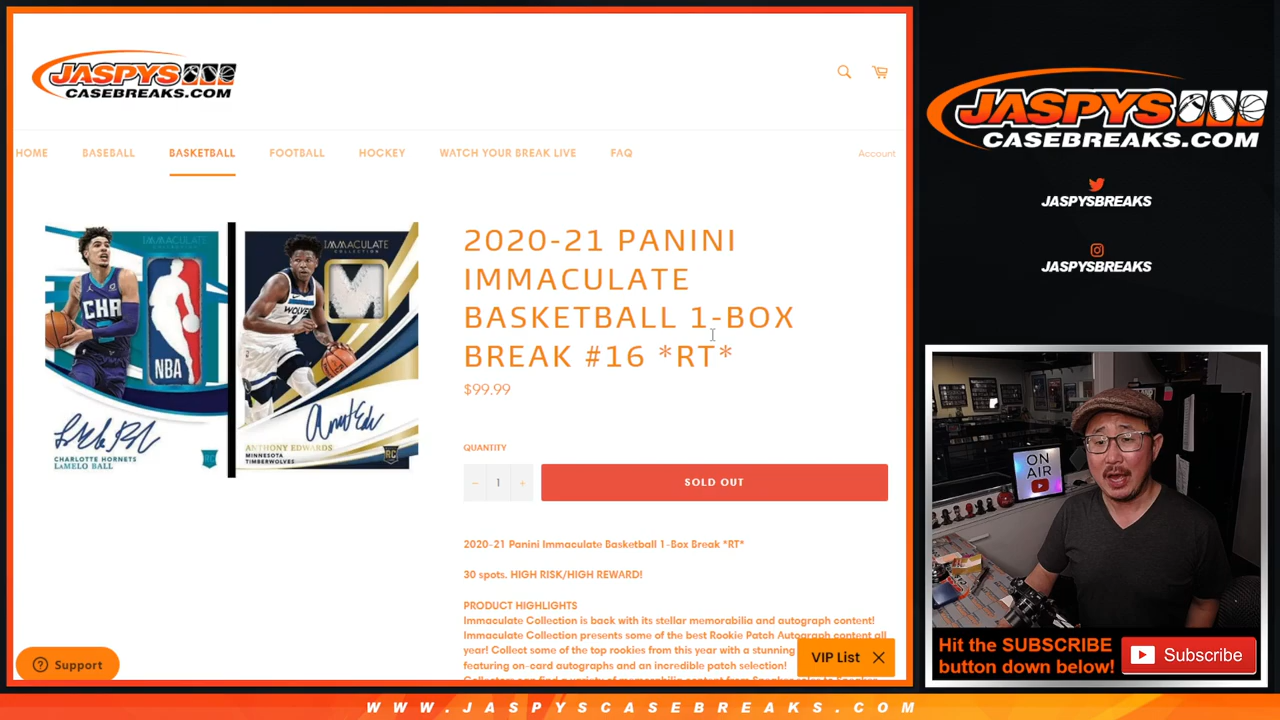 JASPYS
CASEBREAKS.COM
HOME
BASEBALL
BASKETBALL
FOOTBALL
HOCKEY
WATCH YOUR BREAK LIVE
FAQ
Account
IMMACULATE
CHA
NBA
CHARLOTTE HORNETS
LaMELO BALL
IMMACULATE
COLLECTION
WOLVES
1
ANTHONY EDWARDS
MINNESOTA
TIMBERWOLVES
RC
2020-21 PANINI
IMMACULATE
BASKETBALL 1-BOX
BREAK #16 *RT*
$99.99
QUANTITY
− 1 +
SOLD OUT
2020-21 Panini Immaculate Basketball 1-Box Break *RT*
30 spots. HIGH RISK/HIGH REWARD!
PRODUCT HIGHLIGHTS
Immaculate Collection is back with its stellar memorabilia and autograph content!
Immaculate Collection presents some of the best Rookie Patch Autograph content all
year! Collect some of the top rookies from this year with a stunning
featuring on-card autographs and an incredible patch selection!
Support
VIP List
JASPYS
CASEBREAKS.COM
JASPYSBREAKS
JASPYSBREAKS
ON
AIR
Hit the SUBSCRIBE
button down below!
Subscribe
WWW.JASPYSCASEBREAKS.COM